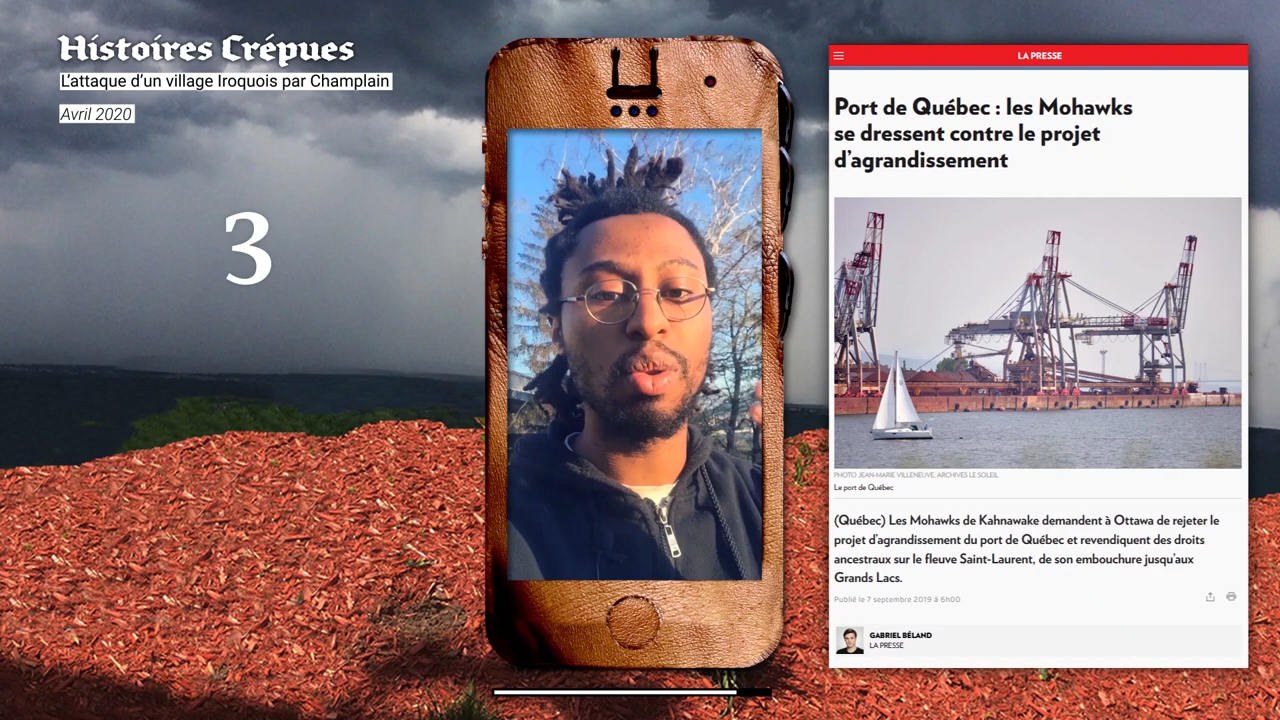 Histoires Crépues
L'attaque d'un village Iroquois par Champlain
Avril 2020
3
LA PRESSE
Port de Québec : les Mohawks
se dressent contre le projet
d'agrandissement
PHOTO JEAN-MARIE VILLENEUVE, ARCHIVES LE SOLEIL
Le port de Québec
(Québec) Les Mohawks de Kahnawake demandent à Ottawa de rejeter le
projet d'agrandissement du port de Québec et revendiquent des droits
ancestraux sur le fleuve Saint-Laurent, de son embouchure jusqu'aux
Grands Lacs.
Publié le 7 septembre 2019 à 6h00
GABRIEL BÉLAND
LA PRESSE